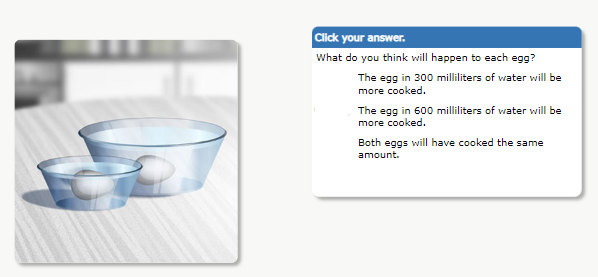 Click your answer.
What do you think will happen to each egg?
The egg in 300 milliliters of water will be
more cooked.
The egg in 600 milliliters of water will be
more cooked.
Both eggs will have cooked the same
amount.